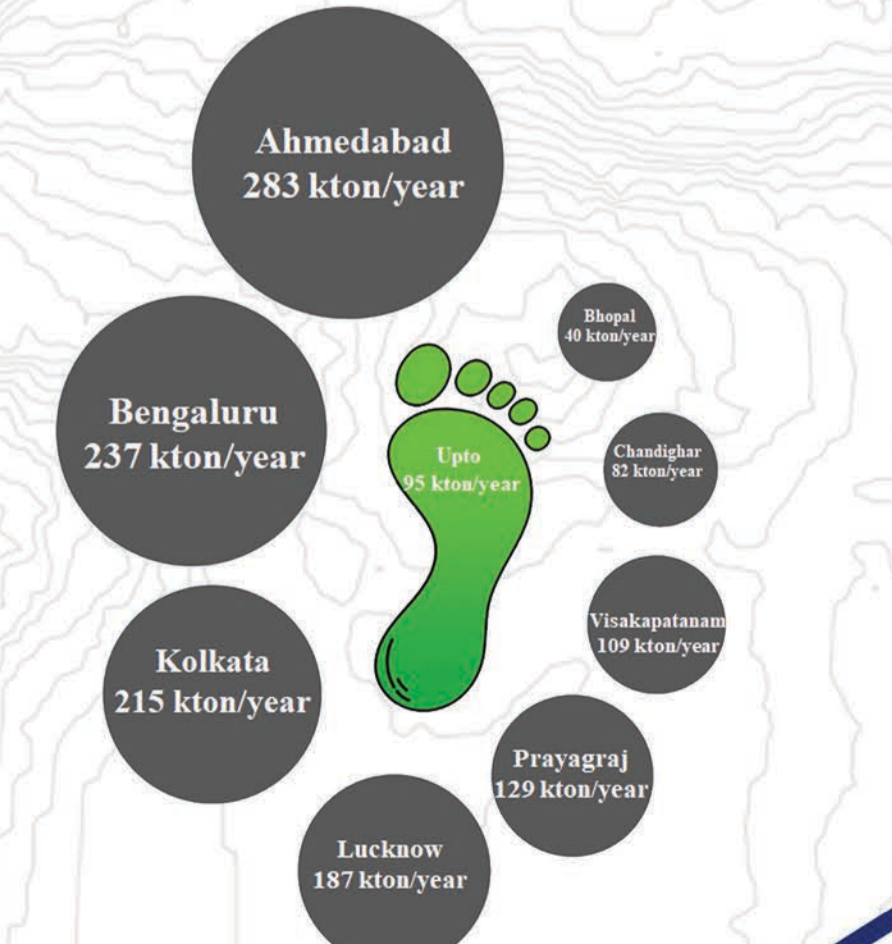 Ahmedabad
283 kton/year
Bhopal
40 kton/year
Bengaluru
237 kton/year
Upto
95 kton/year
Chandighar
82 kton/year
Visakapatanam
109 kton/year
Kolkata
215 kton/year
Prayagraj
129 kton/year
Lucknow
187 kton/year